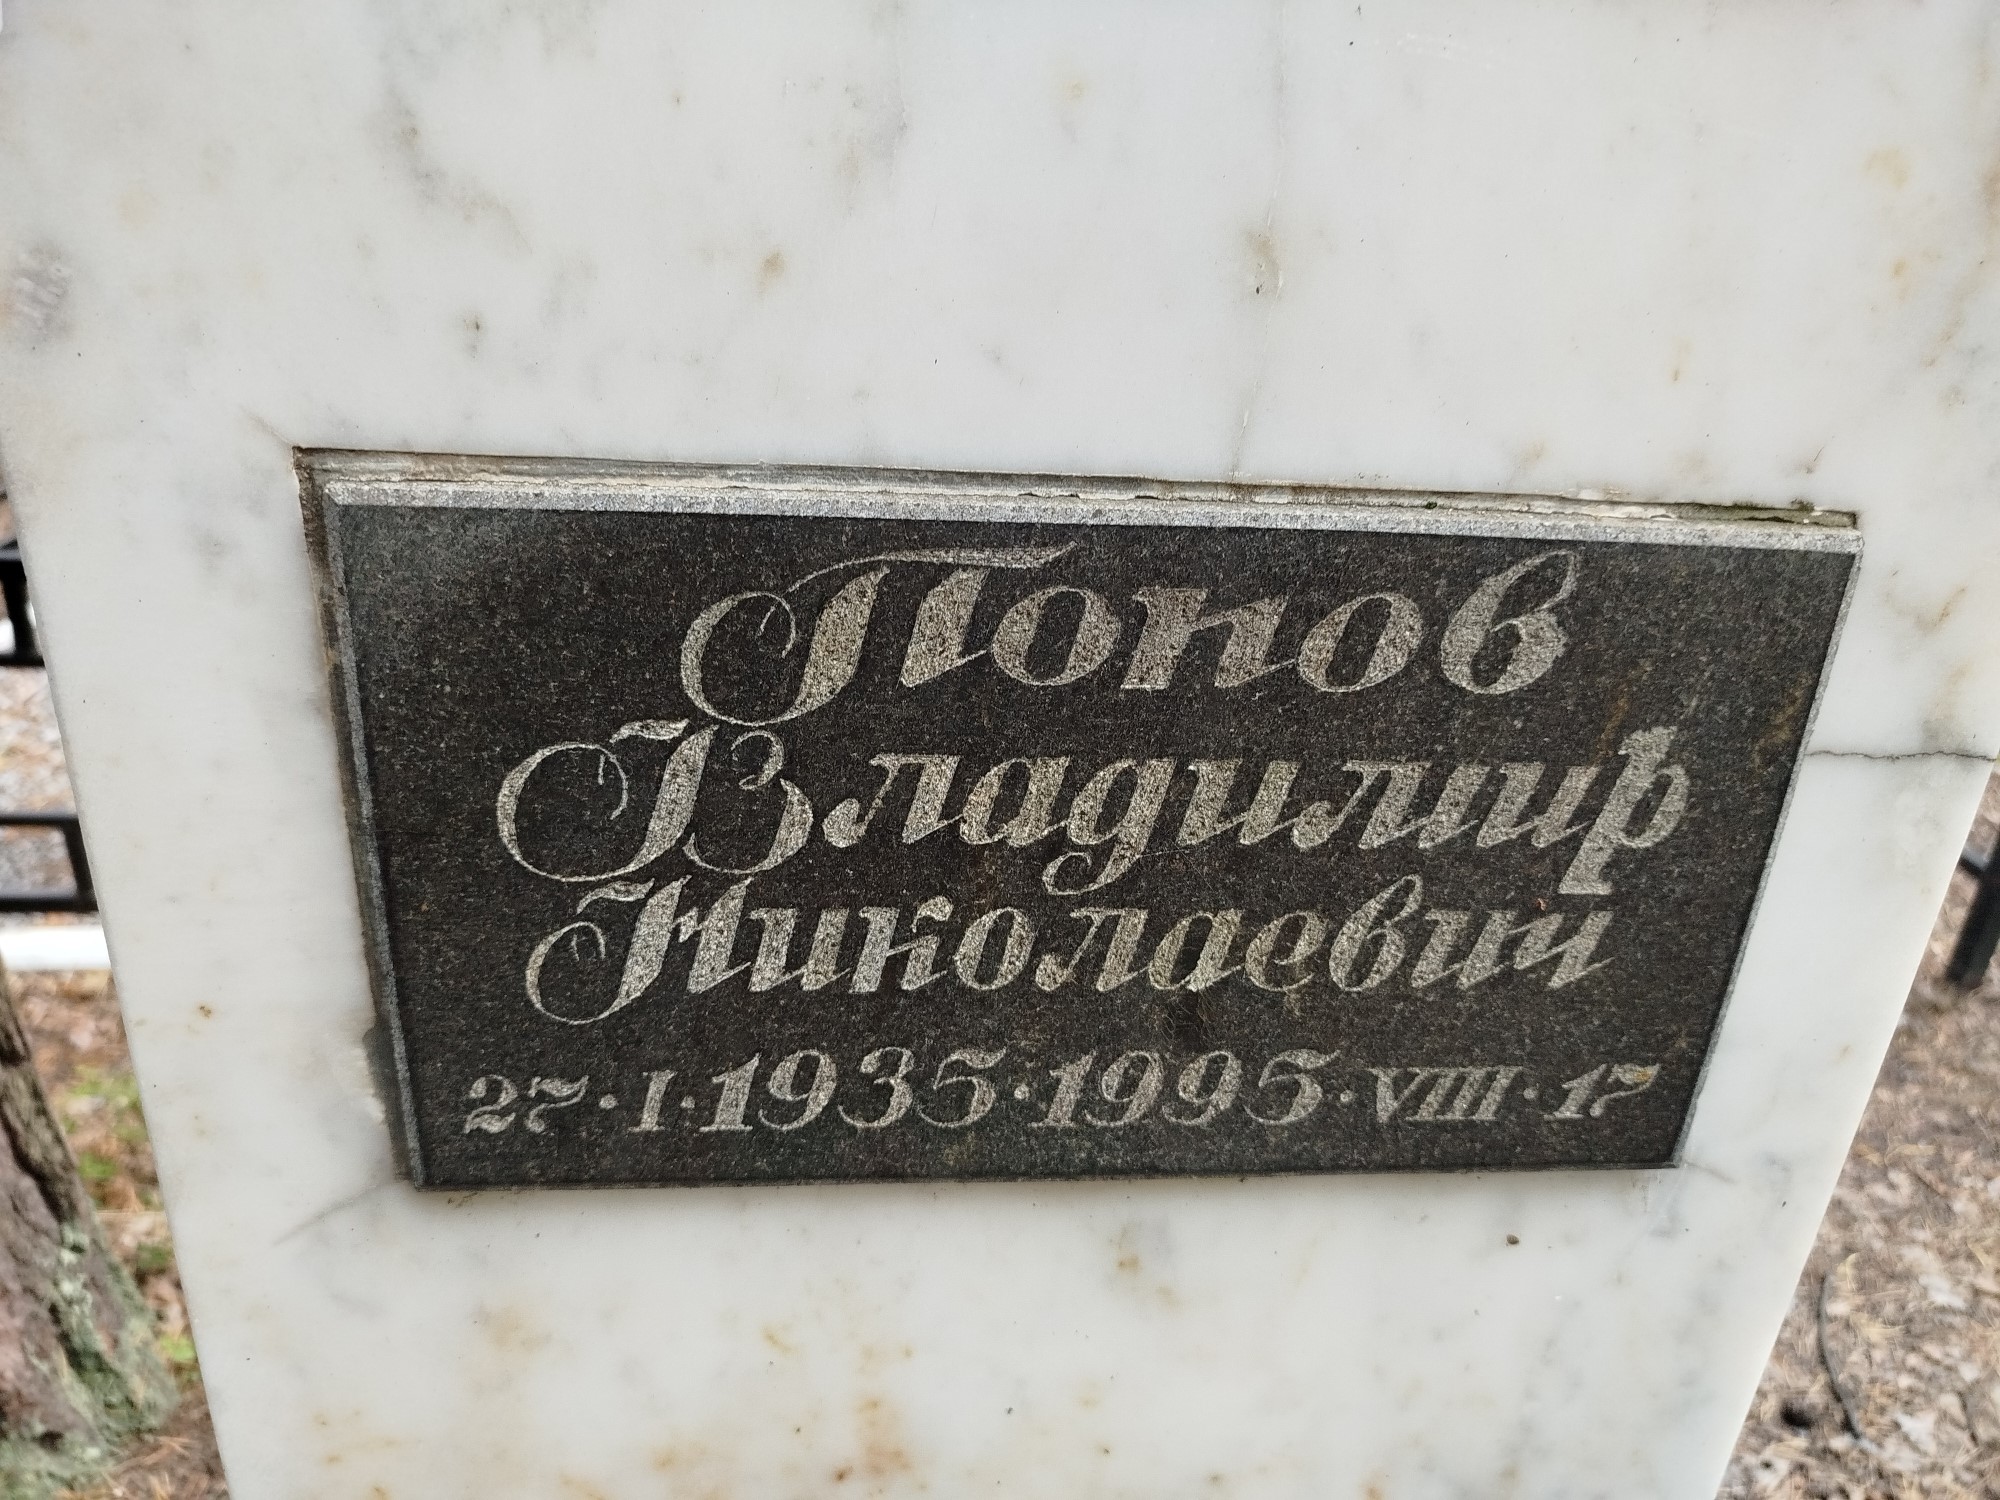 Попов
Владимир
Николаевич
27·I·1935·1995·VIII·17